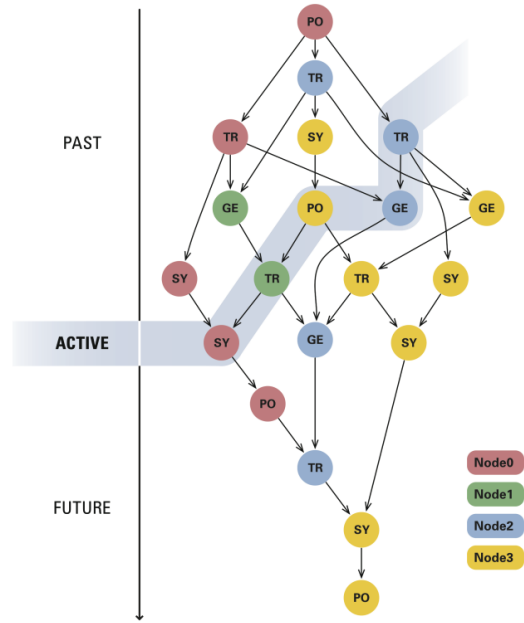 PO
TR
PAST
TR
SY
TR
GE
PO
GE
GE
SY
TR
TR
SY
ACTIVE
SY
GE
SY
PO
TR
Node0
Node1
FUTURE
Node2
SY
Node3
PO